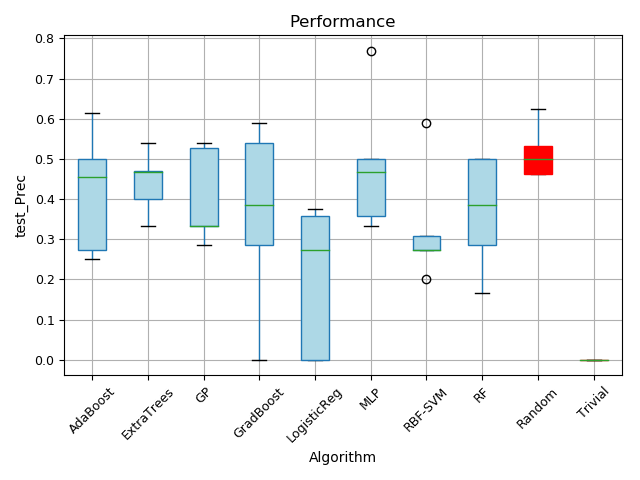 Performance
test_Prec
0.8
0.7
0.6
0.5
0.4
0.3
0.2
0.1
0.0
AdaBoost
ExtraTrees
GP
GradBoost
LogisticReg
MLP
RBF-SVM
RF
Random
Trivial
Algorithm